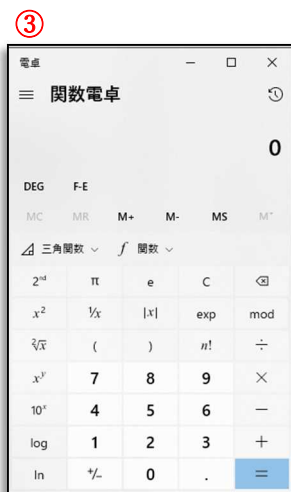 ③
電卓
関数電卓
0
DEG F-E
MC MR M+ M- MS M˅
三角関数 f 関数
2ⁿᵈ π e C
x² ¹/x |x| exp mod
²√x ( ) n! ÷
xʸ 7 8 9 ×
10ˣ 4 5 6 −
log 1 2 3 +
ln +/- 0 . =